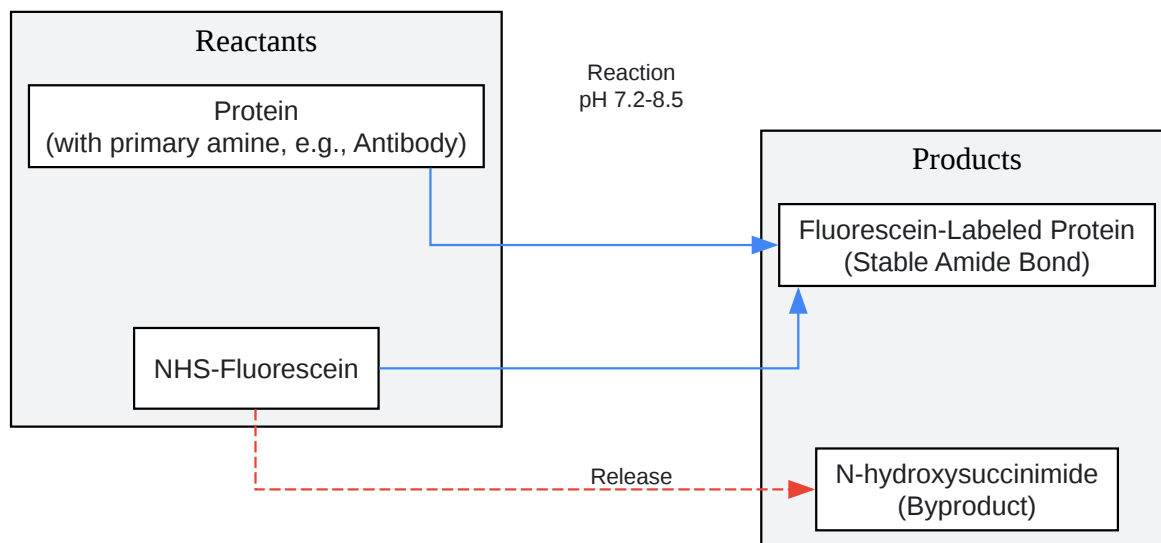 Reactants
Protein
(with primary amine, e.g., Antibody)
NHS-Fluorescein
Reaction
pH 7.2-8.5
Release
Products
Fluorescein-Labeled Protein
(Stable Amide Bond)
N-hydroxysuccinimide
(Byproduct)